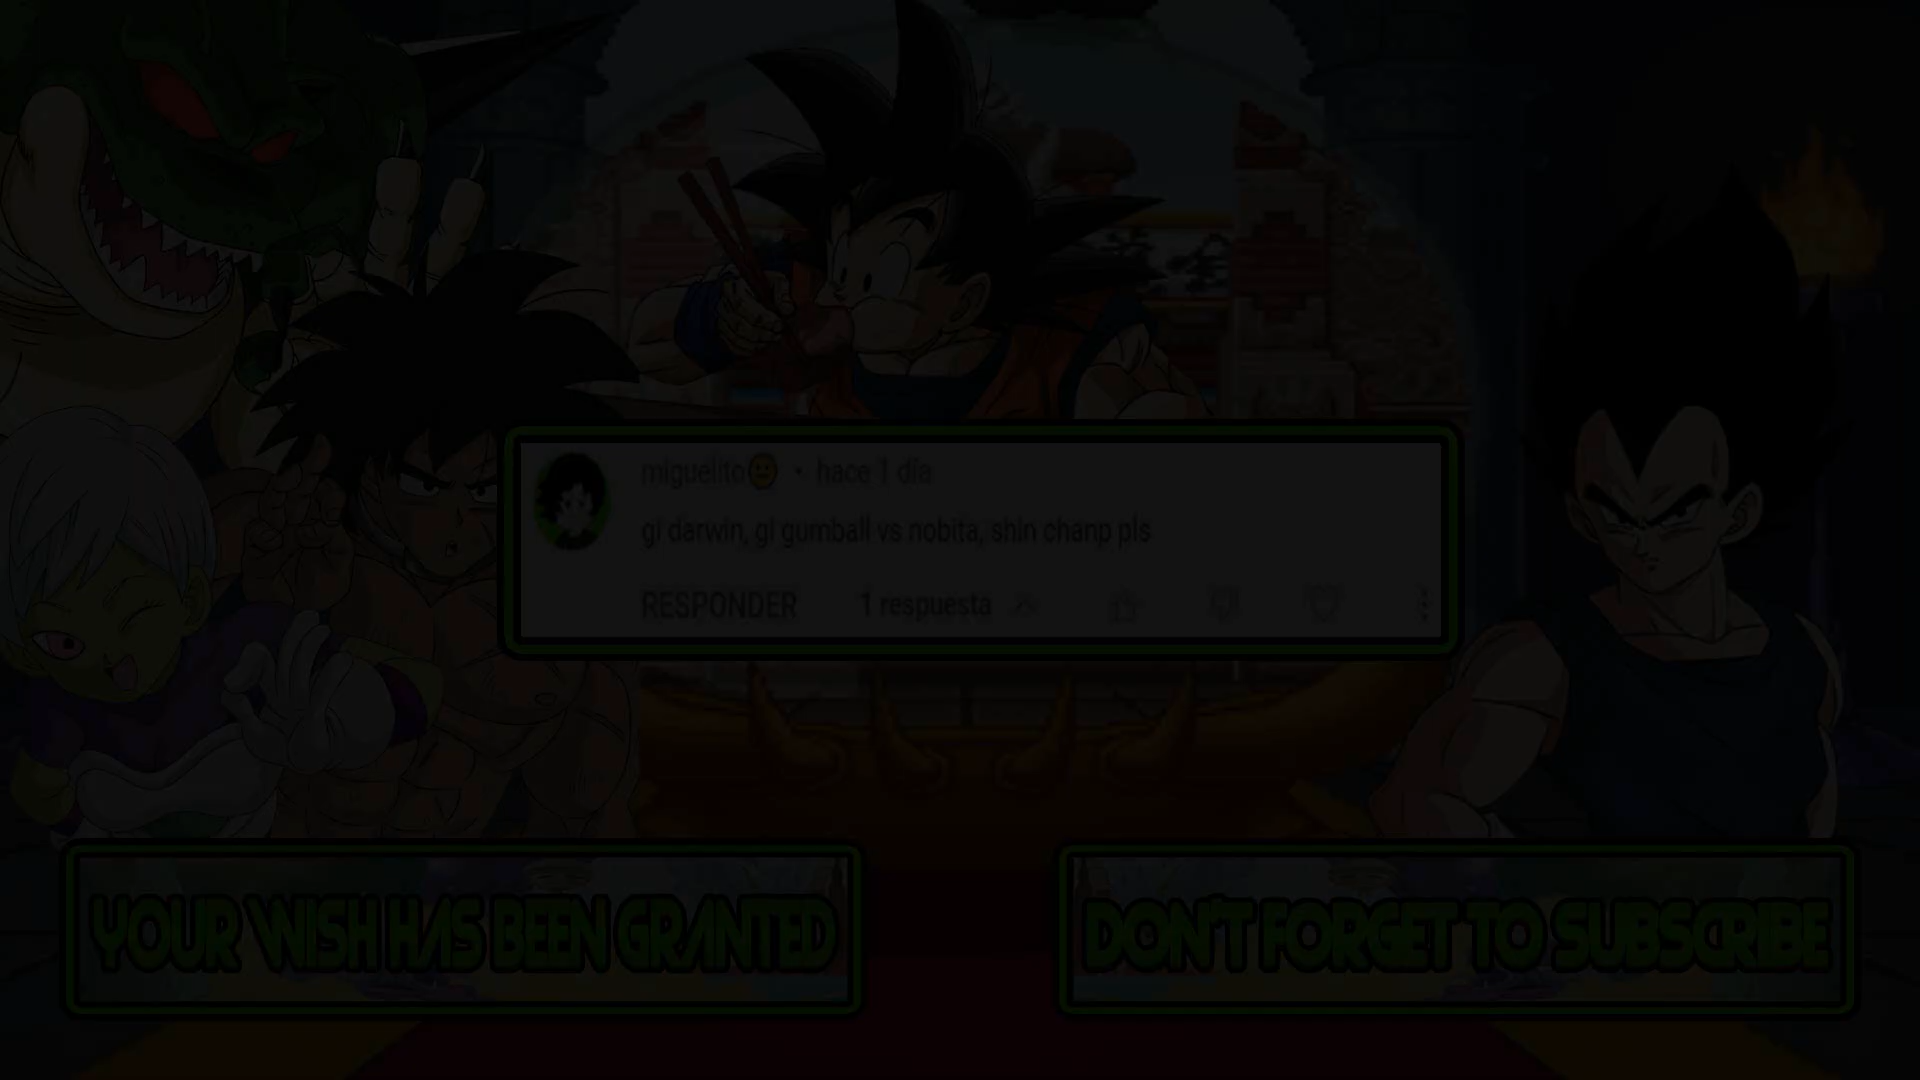 miguelito🙂 • hace 1 día
gi darwin, gi gumball vs nobita, shin chanp pls
RESPONDER 1 respuesta
YOUR WISH HAS BEEN GRANTED
DON'T FORGET TO SUBSCRIBE